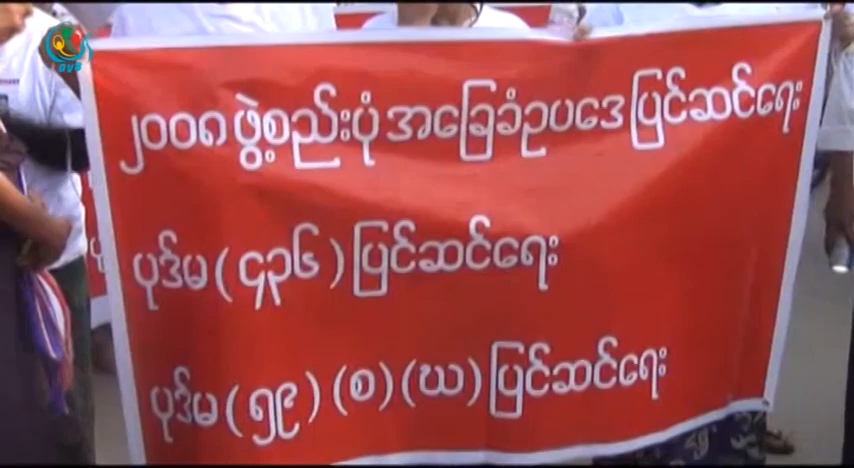 DVB
၂၀၀၈ ဖွဲ့စည်းပုံ အခြေခံဥပဒေ ပြင်ဆင်ရေး
ပုဒ်မ (၄၃၆) ပြင်ဆင်ရေး
ပုဒ်မ (၅၉) (စ) (ဃ) ပြင်ဆင်ရေး